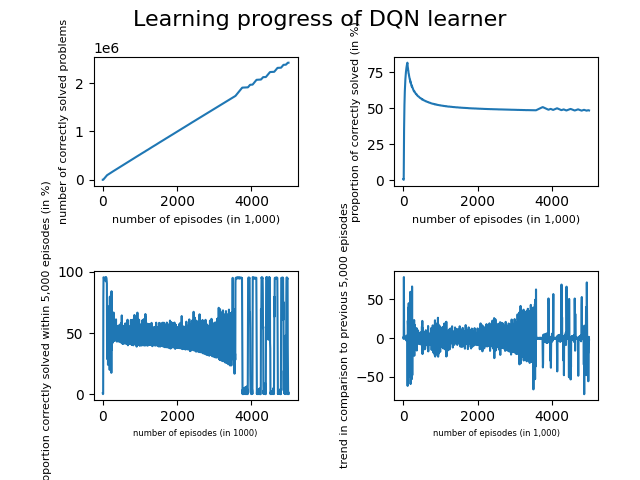 Learning progress of DQN learner
1e6
number of correctly solved problems
2
1
0
0 2000 4000
number of episodes (in 1,000)
proportion of correctly solved (in %)
75
50
25
0
0 2000 4000
number of episodes (in 1,000)
oportion correctly solved within 5,000 episodes (in %)
100
50
0
0 2000 4000
number of episodes (in 1000)
trend in comparison to previous 5,000 episodes
50
0
−50
0 2000 4000
number of episodes (in 1,000)